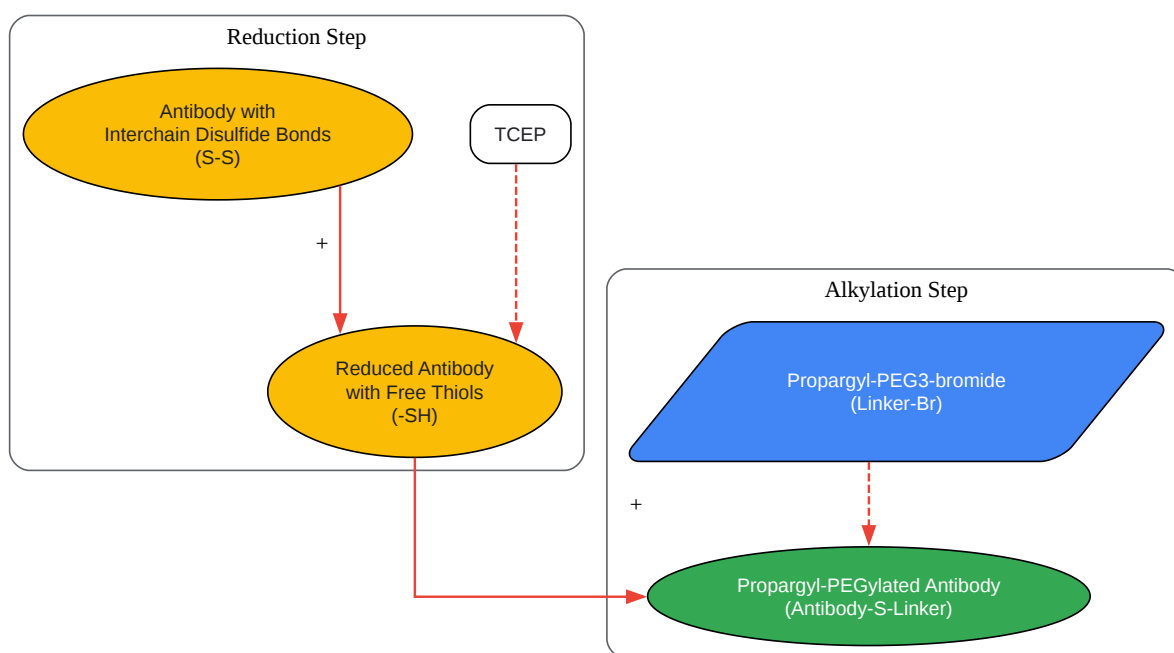 Reduction Step
Antibody with
Interchain Disulfide Bonds
(S-S)
TCEP
+
Reduced Antibody
with Free Thiols
(-SH)
Alkylation Step
Propargyl-PEG3-bromide
(Linker-Br)
+
Propargyl-PEGylated Antibody
(Antibody-S-Linker)